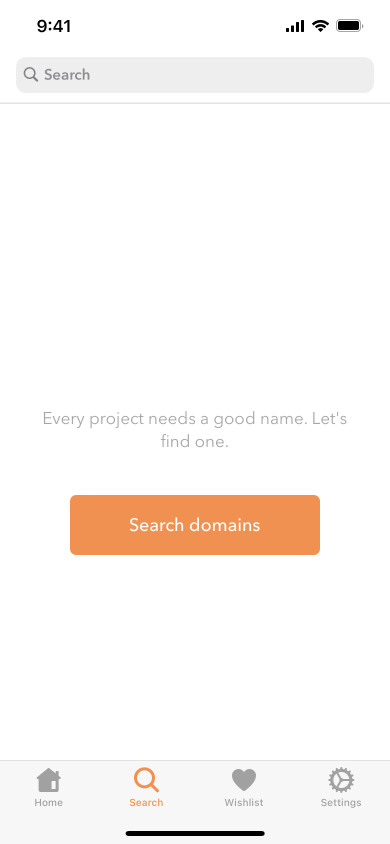 9:41
Search
Every project needs a good name. Let's
find one.
Search domains
Home
Search
Wishlist
Settings